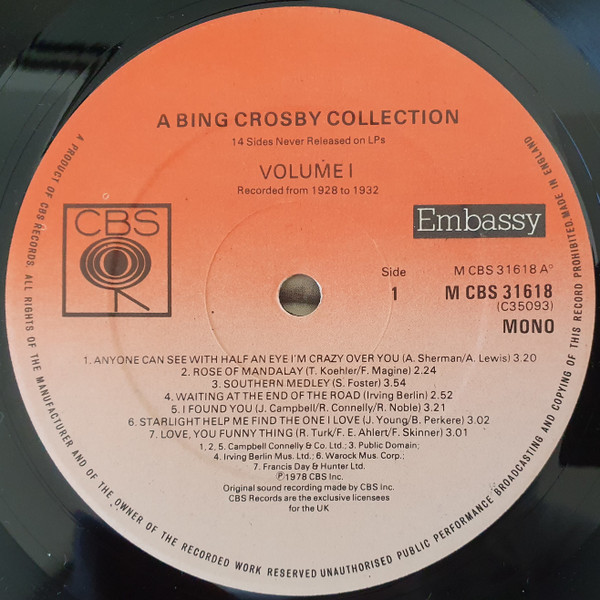 A BING CROSBY COLLECTION
14 Sides Never Released on LPs
VOLUME I
Recorded from 1928 to 1932
CBS
Embassy
Side
1
M CBS 31618 A°
M CBS 31618
(C35093)
MONO
1. ANYONE CAN SEE WITH HALF AN EYE I'M CRAZY OVER YOU (A. Sherman/A. Lewis) 3.20
2. ROSE OF MANDALAY (T. Koehler/F. Magine) 2.24
3. SOUTHERN MEDLEY (S. Foster) 3.54
4. WAITING AT THE END OF THE ROAD (Irving Berlin) 2.52
5. I FOUND YOU (J. Campbell/R. Connelly/R. Noble) 3.21
6. STARLIGHT HELP ME FIND THE ONE I LOVE (J. Young/B. Perkere) 3.02
7. LOVE, YOU FUNNY THING (R. Turk/F. E. Ahlert/F. Skinner) 3.01
1, 2, 5. Campbell Connelly & Co. Ltd.; 3. Public Domain;
4. Irving Berlin Mus. Ltd.; 6. Warock Mus. Corp.;
7. Francis Day & Hunter Ltd.
℗ 1978 CBS Inc.
Original sound recording made by CBS Inc.
CBS Records are the exclusive licensees
for the UK
A PRODUCT OF CBS RECORDS. ALL RIGHTS OF THE MANUFACTURER AND OF THE OWNER OF THE RECORDED WORK RESERVED UNAUTHORISED PUBLIC PERFORMANCE BROADCASTING AND COPYING OF THIS RECORD PROHIBITED. MADE IN ENGLAND